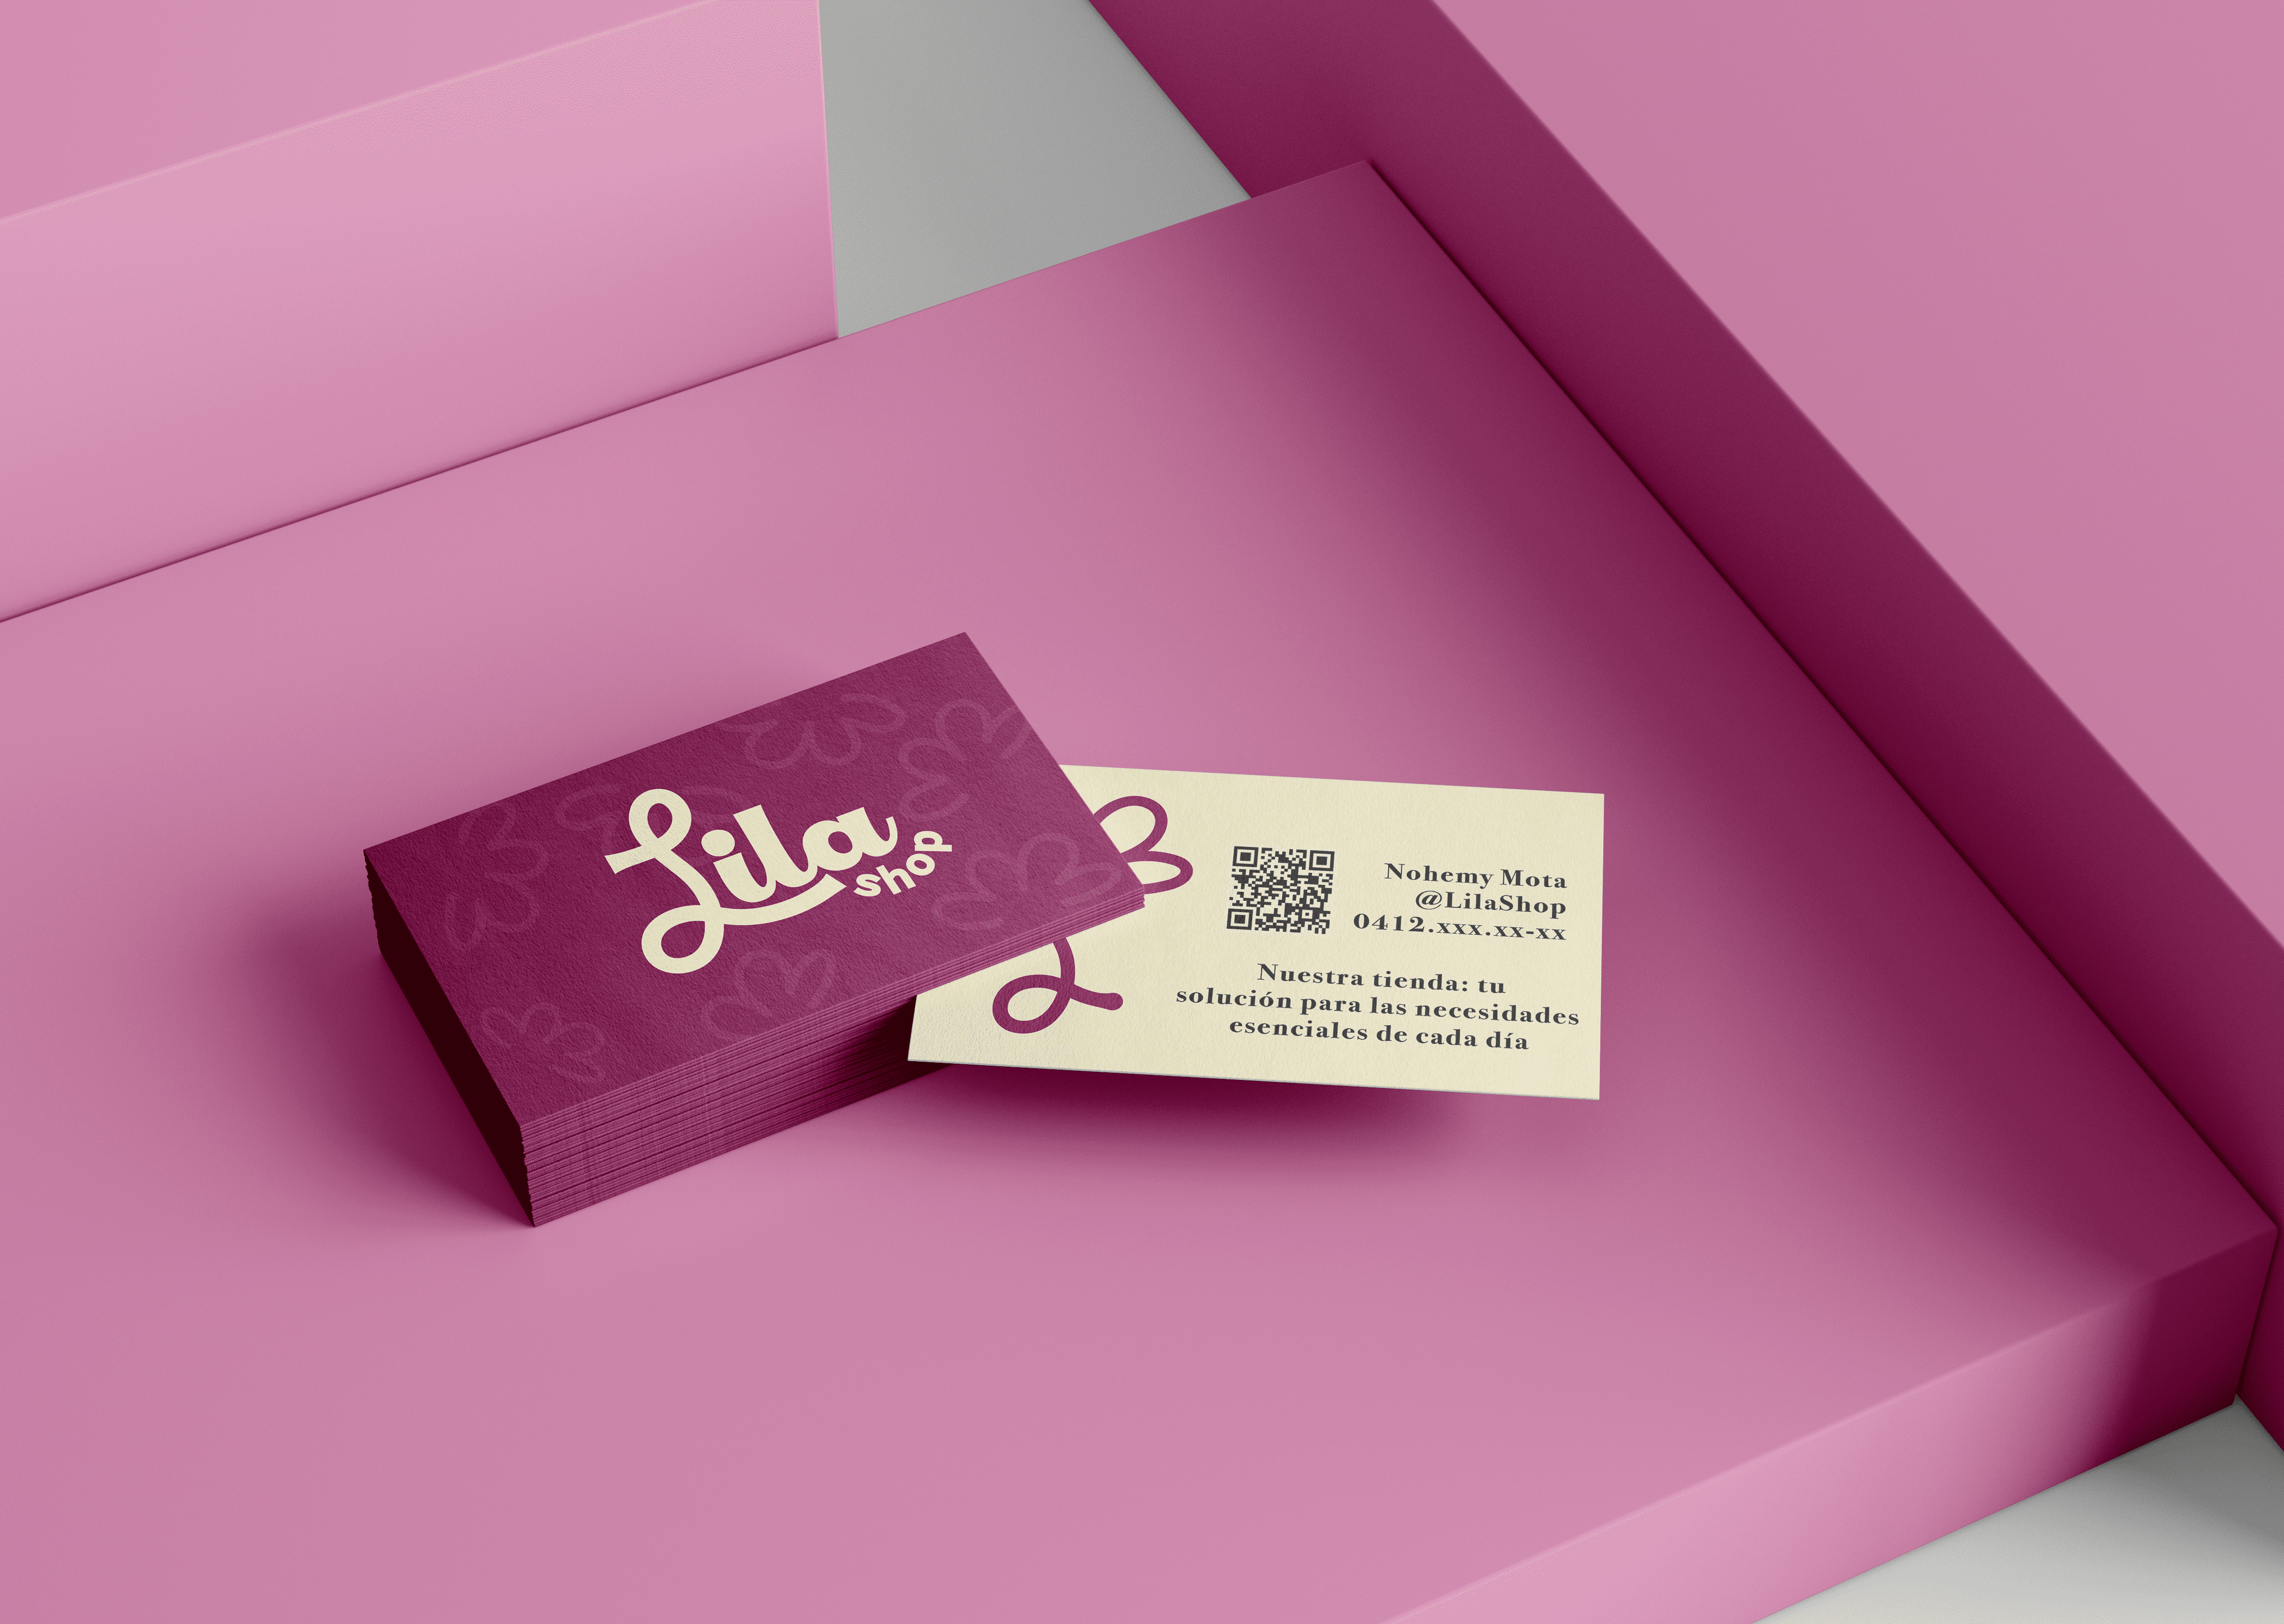 Lila
shop
Nohemy Mota
@LilaShop
0412.xxx.xx-xx
Nuestra tienda: tu
solución para las necesidades
esenciales de cada día